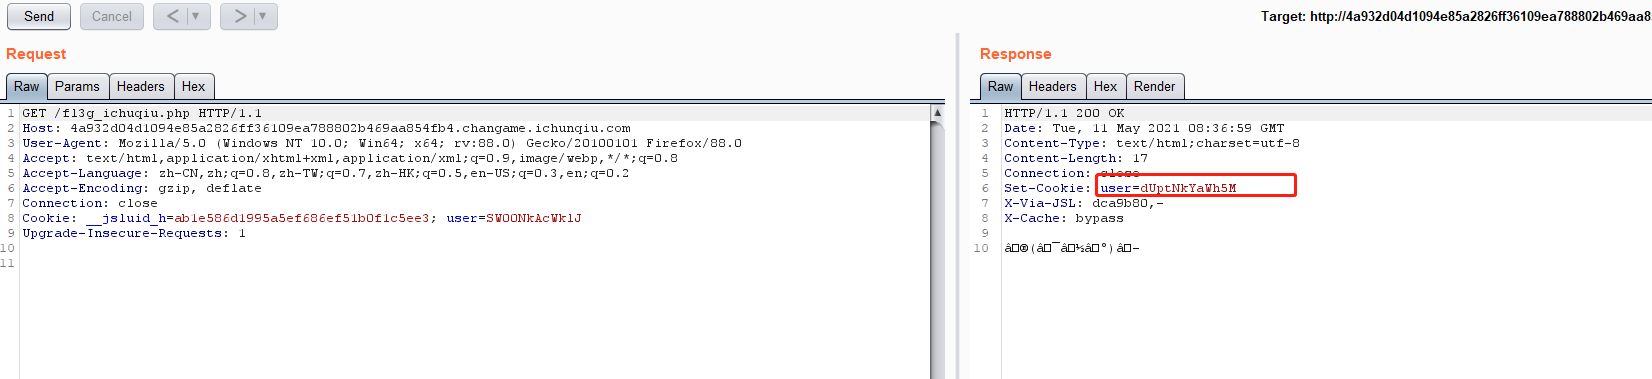 Send Cancel < | ▼ > | ▼ Target: http://4a932d04d1094e85a2826ff36109ea788802b469aa8
Request
Raw Params Headers Hex
1 GET /fl3g_ichuqiu.php HTTP/1.1
2 Host: 4a932d04d1094e85a2826ff36109ea788802b469aa854fb4.changame.ichunqiu.com
3 User-Agent: Mozilla/5.0 (Windows NT 10.0; Win64; x64; rv:88.0) Gecko/20100101 Firefox/88.0
4 Accept: text/html,application/xhtml+xml,application/xml;q=0.9,image/webp,*/*;q=0.8
5 Accept-Language: zh-CN,zh;q=0.8,zh-TW;q=0.7,zh-HK;q=0.5,en-US;q=0.3,en;q=0.2
6 Accept-Encoding: gzip, deflate
7 Connection: close
8 Cookie: __jsluid_h=ab1e586d1995a5ef686ef51b0f1c5ee3; user=SW00NkAcWklJ
9 Upgrade-Insecure-Requests: 1
10
11
Response
Raw Headers Hex Render
1 HTTP/1.1 200 OK
2 Date: Tue, 11 May 2021 08:36:59 GMT
3 Content-Type: text/html;charset=utf-8
4 Content-Length: 17
5 Connection: close
6 Set-Cookie: user=dUptNkYaWh5M
7 X-Via-JSL: dca9b80,-
8 X-Cache: bypass
9
10 â□®(â□¯â□½â□°)â□-